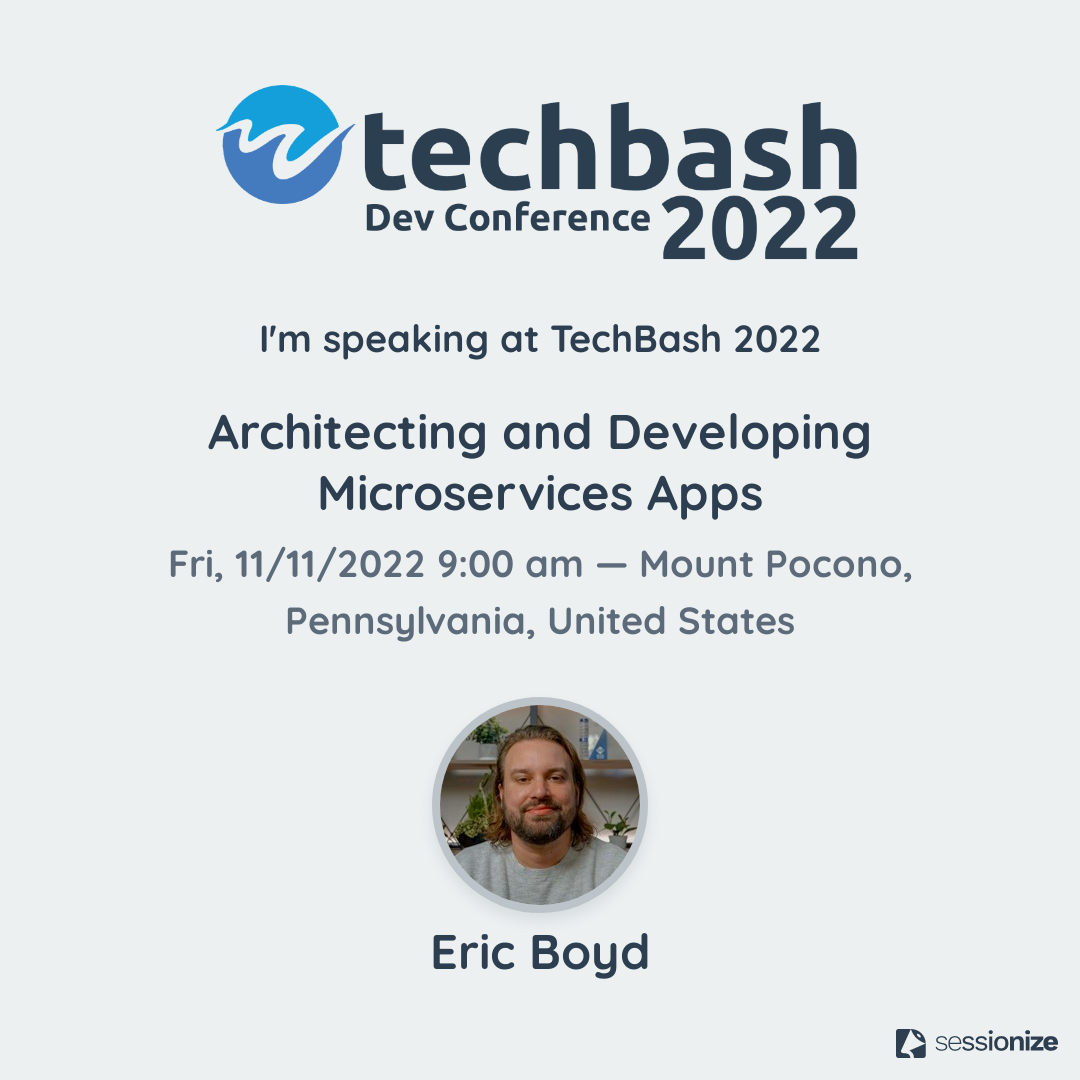 techbash
Dev Conference 2022
I'm speaking at TechBash 2022
Architecting and Developing
Microservices Apps
Fri, 11/11/2022 9:00 am — Mount Pocono,
Pennsylvania, United States
Eric Boyd
sessionize